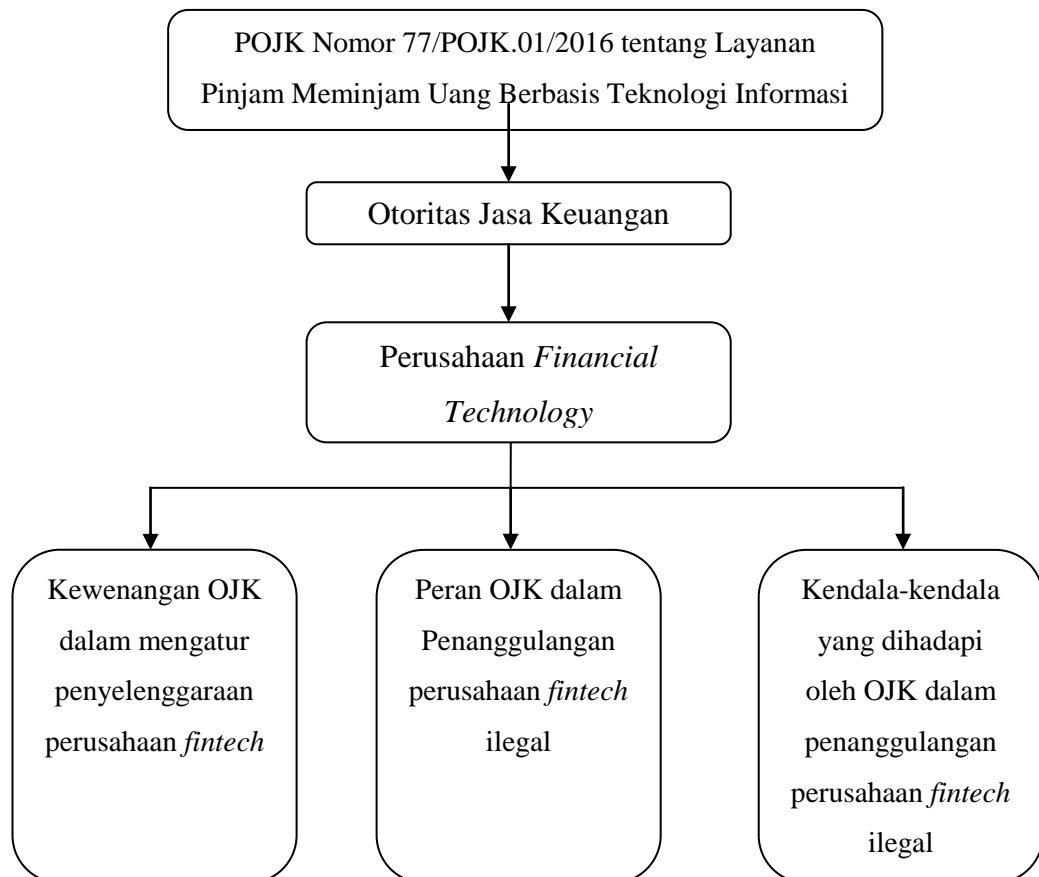 POJK Nomor 77/POJK.01/2016 tentang Layanan
Pinjam Meminjam Uang Berbasis Teknologi Informasi
Otoritas Jasa Keuangan
Perusahaan Financial
Technology
Kewenangan OJK
dalam mengatur
penyelenggaraan
perusahaan fintech
Peran OJK dalam
Penanggulangan
perusahaan fintech
ilegal
Kendala-kendala
yang dihadapi
oleh OJK dalam
penanggulangan
perusahaan fintech
ilegal